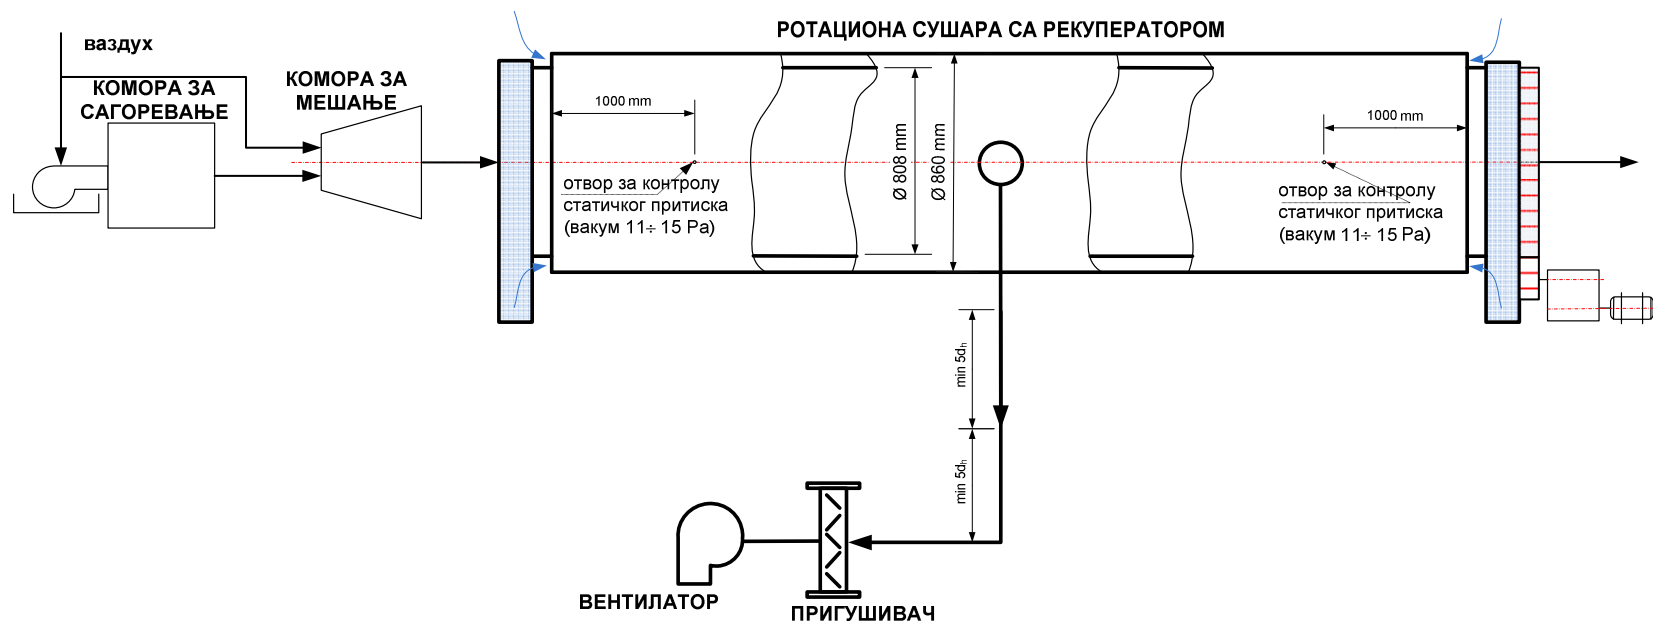 РОТАЦИОНА СУШАРА СА РЕКУПЕРАТОРОМ
ваздух
КОМОРА ЗА
САГОРЕВАЊЕ
КОМОРА ЗА
МЕШАЊЕ
1000 mm
1000 mm
Ø 808 mm
Ø 860 mm
отвор за контролу
статичког притиска
(вакум 11÷ 15 Pa)
отвор за контролу
статичког притиска
(вакум 11÷ 15 Pa)
min 5dh
min 5dh
ВЕНТИЛАТОР
ПРИГУШИВАЧ